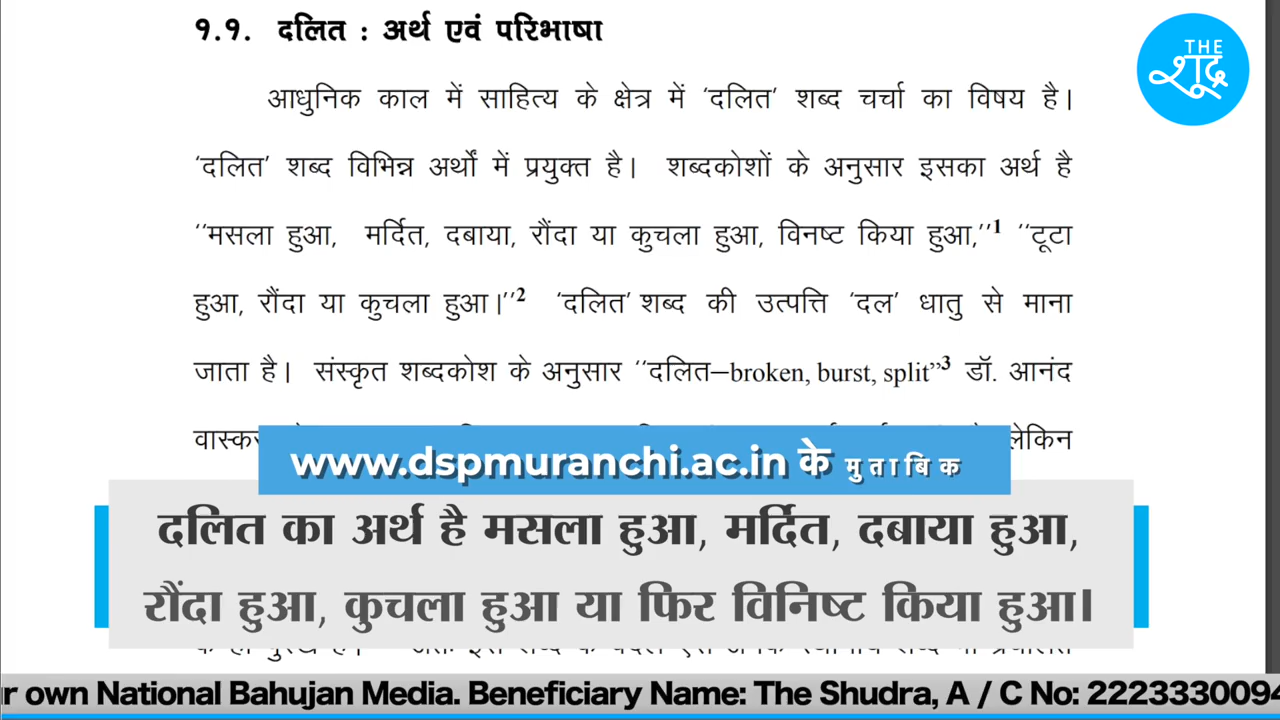 १.१. दलित : अर्थ एवं परिभाषा
THE
शूद्र
आधुनिक काल में साहित्य के क्षेत्र में 'दलित' शब्द चर्चा का विषय है।
'दलित' शब्द विभिन्न अर्थों में प्रयुक्त है। शब्दकोशों के अनुसार इसका अर्थ है
''मसला हुआ, मर्दित, दबाया, रौंदा या कुचला हुआ, विनष्ट किया हुआ,''1 ''टूटा
हुआ, रौंदा या कुचला हुआ।''2 'दलित' शब्द की उत्पत्ति 'दल' धातु से माना
जाता है। संस्कृत शब्दकोश के अनुसार ''दलित–broken, burst, split”3 डॉ. आनंद
लेकिन
www.dspmuranchi.ac.in के मुताबिक
दलित का अर्थ है मसला हुआ, मर्दित, दबाया हुआ,
रौंदा हुआ, कुचला हुआ या फिर विनिष्ट किया हुआ।
own National Bahujan Media. Beneficiary Name: The Shudra, A / C No: